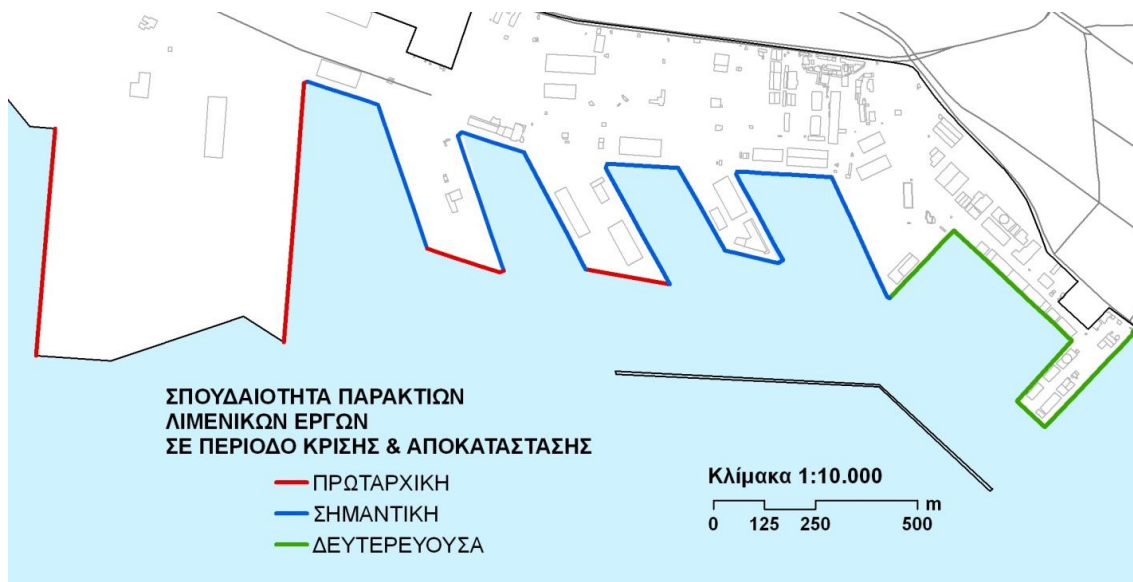 ΣΠΟΥΔΑΙΟΤΗΤΑ ΠΑΡΑΚΤΙΩΝ
ΛΙΜΕΝΙΚΩΝ ΕΡΓΩΝ
ΣΕ ΠΕΡΙΟΔΟ ΚΡΙΣΗΣ & ΑΠΟΚΑΤΑΣΤΑΣΗΣ
ΠΡΩΤΑΡΧΙΚΗ
ΣΗΜΑΝΤΙΚΗ
ΔΕΥΤΕΡΕΥΟΥΣΑ
Κλίμακα 1:10.000
m
0 125 250 500